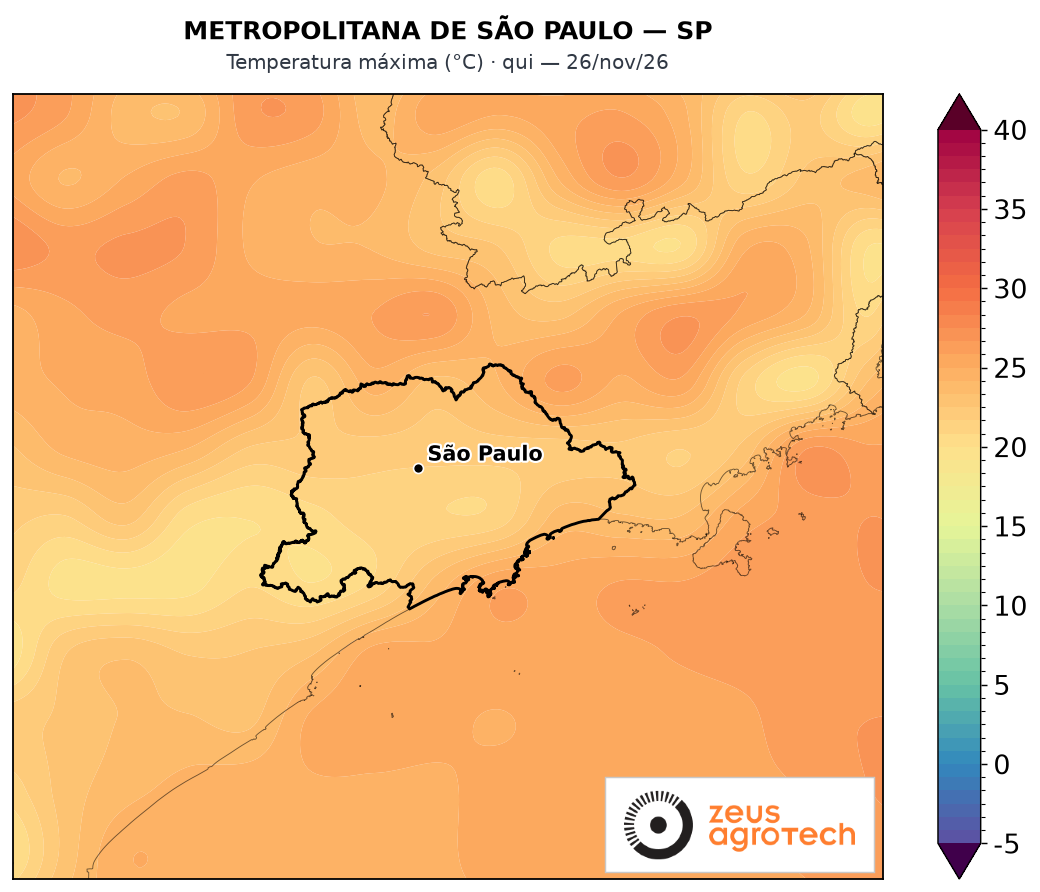 METROPOLITANA DE SÃO PAULO — SP
Temperatura máxima (°C) · qui — 26/nov/26
São Paulo
40
35
30
25
20
15
10
5
0
-5
zeus
agrotech